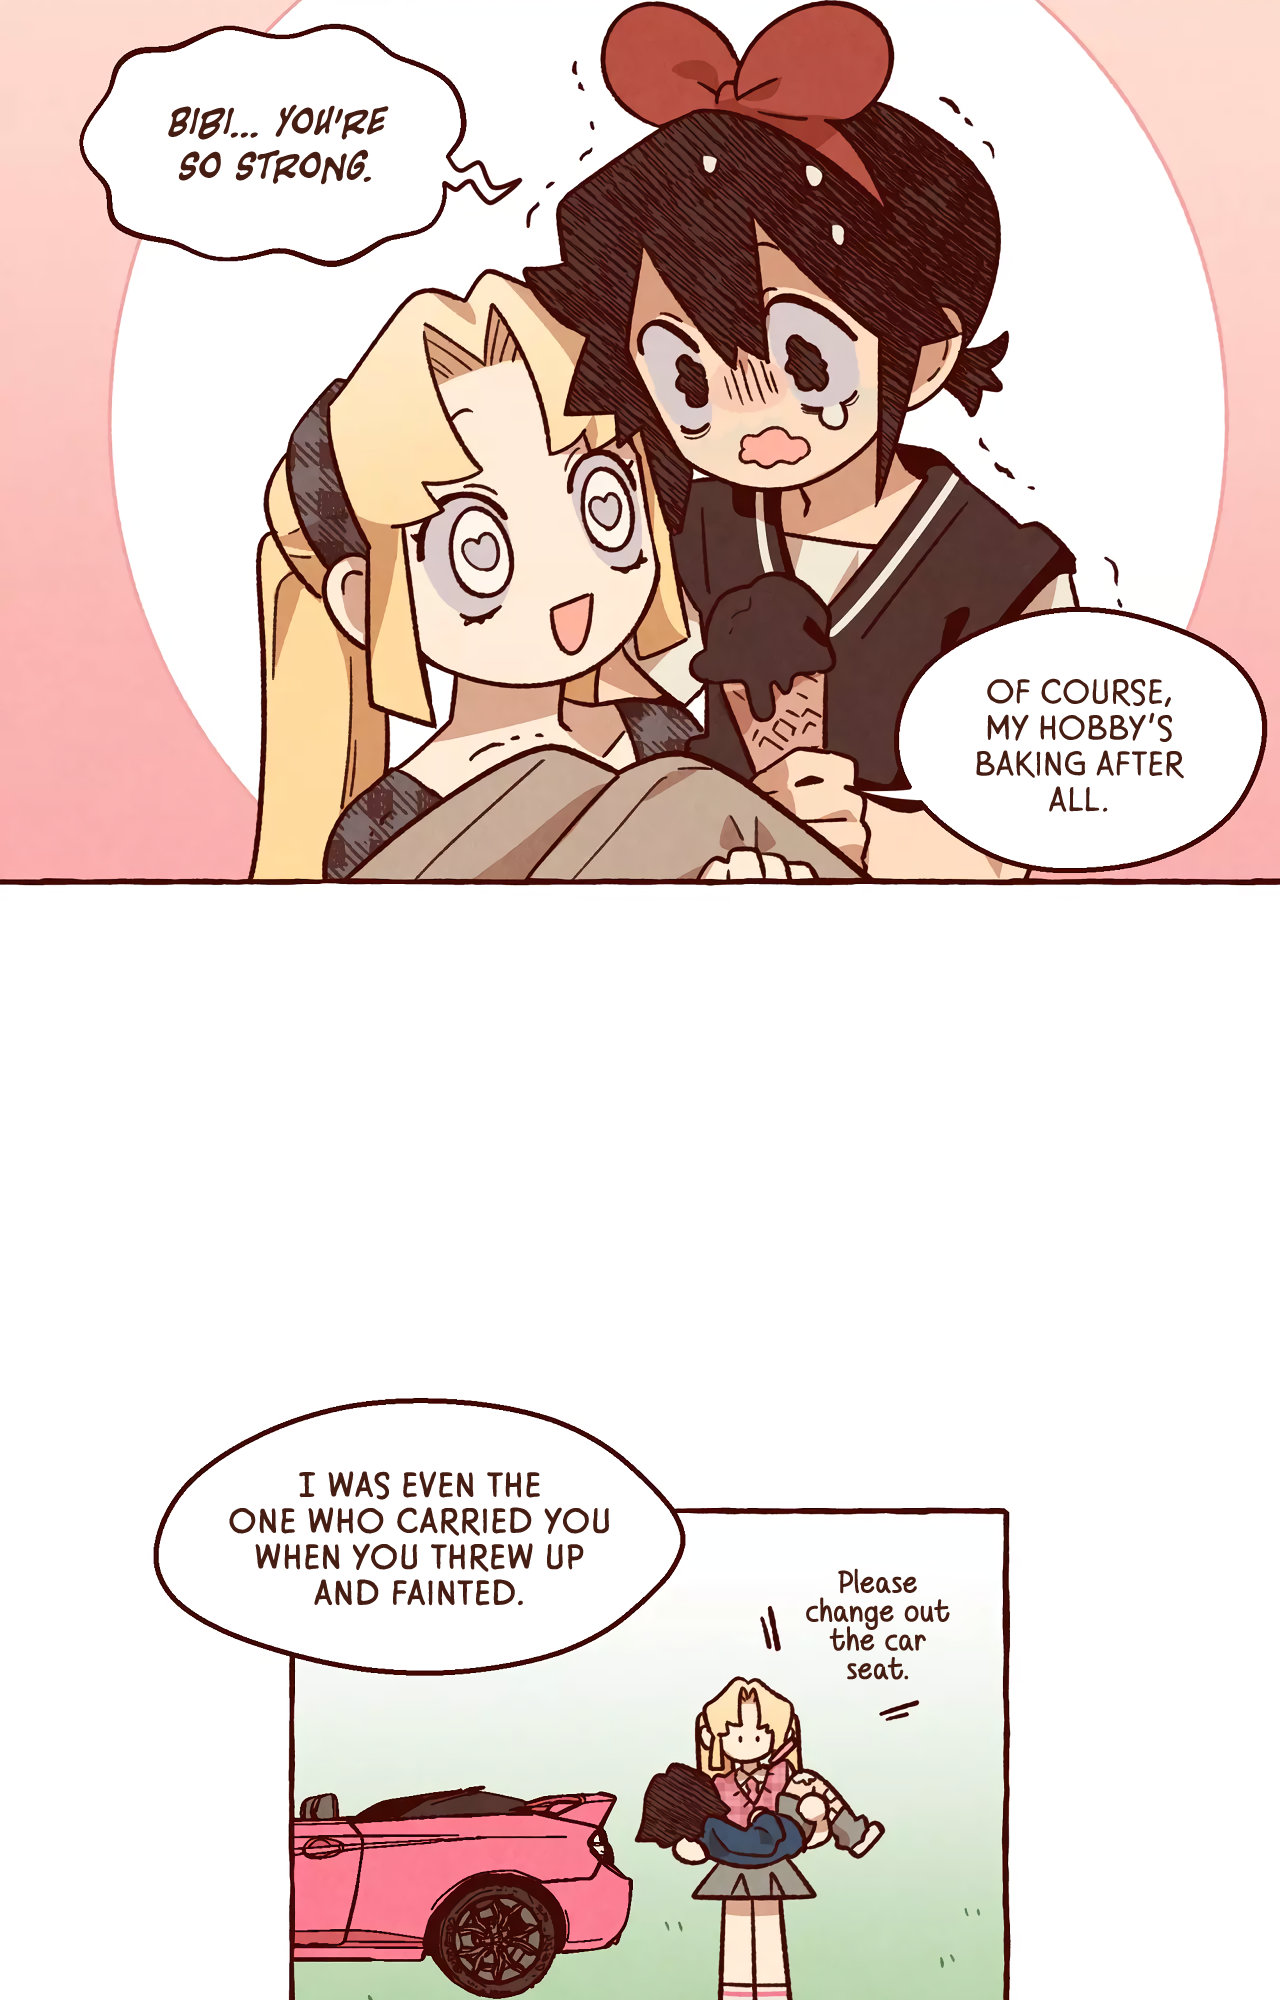 BIBI... YOU'RE
SO STRONG.
OF COURSE,
MY HOBBY'S
BAKING AFTER
ALL.
I WAS EVEN THE
ONE WHO CARRIED YOU
WHEN YOU THREW UP
AND FAINTED.
Please
change out
the car
seat.